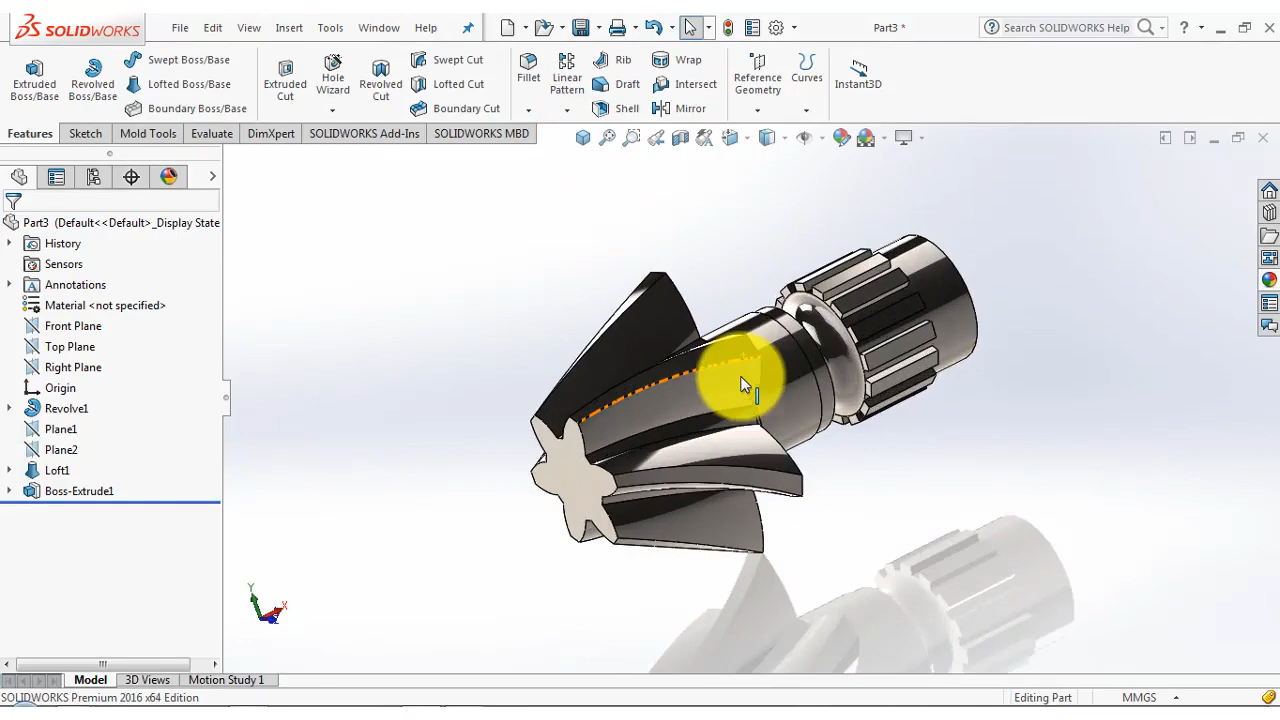 SOLIDWORKS File Edit View Insert Tools Window Help Part3 * Search SOLIDWORKS Help ?
Extruded Boss/Base
Revolved Boss/Base
Swept Boss/Base
Lonted Boss/Base
Boundary Boss/Base
Extruded Cut
Hole Wizard
Revolved Cut
Swept Cut
Lofted Cut
Boundary Cut
Fillet
Linear Pattern
Rib
Draft
Shell
Wrap
Intersect
Mirror
Reference Geometry
Curves
Instant3D
Features Sketch Mold Tools Evaluate DimXpert SOLIDWORKS Add-Ins SOLIDWORKS MBD
Part3 (Default<<Default>_Display State
History
Sensors
Annotations
Material <not specified>
Front Plane
Top Plane
Right Plane
Origin
Revolve1
Plane1
Plane2
Loft1
Boss-Extrude1
Y
X
Model 3D Views Motion Study 1
SOLIDWORKS Premium 2016 x64 Edition Editing Part MMGS